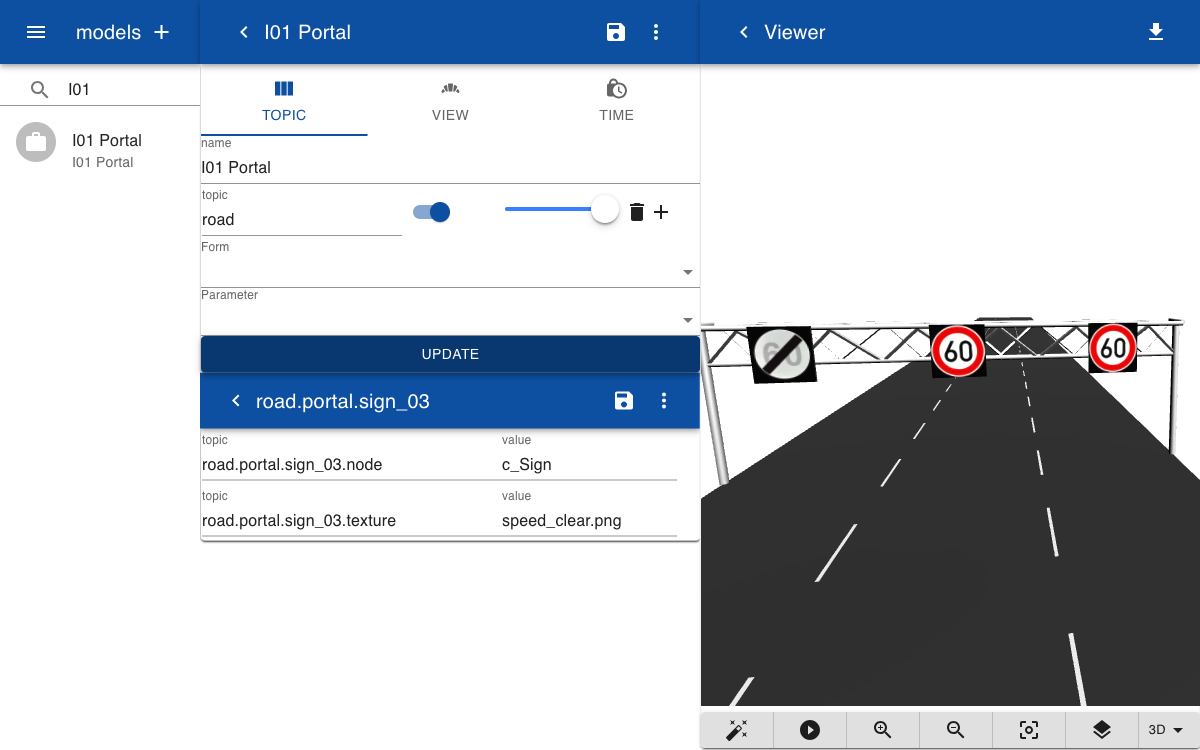 models
I01 Portal
Viewer
I01
I01 Portal
I01 Portal
TOPIC
VIEW
TIME
name
I01 Portal
topic
road
Form
Parameter
UPDATE
road.portal.sign_03
topic
value
road.portal.sign_03.node
c_Sign
topic
value
road.portal.sign_03.texture
speed_clear.png
60
60
60
3D